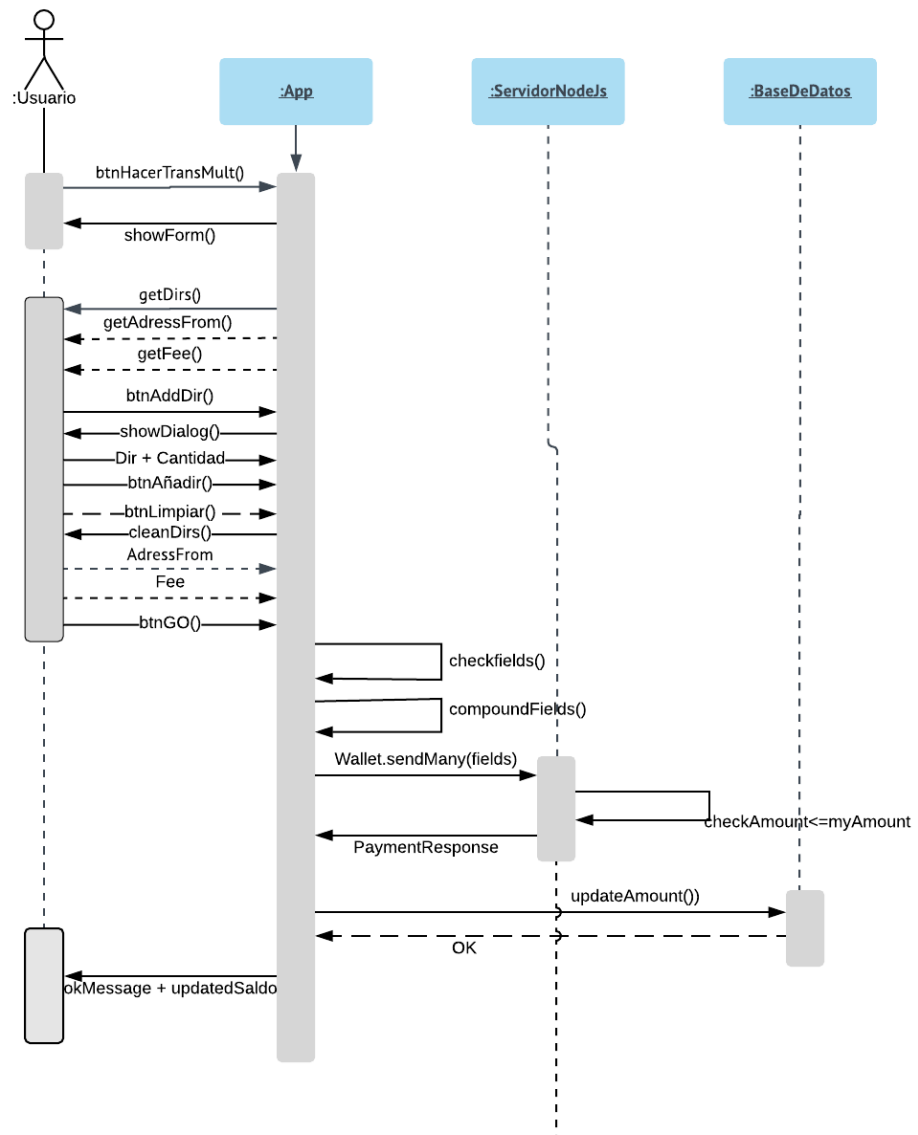 :Usuario
:App
:ServidorNodeJs
:BaseDeDatos
btnHacerTransMult()
showForm()
getDirs()
getAdressFrom()
getFee()
btnAddDir()
showDialog()
Dir + Cantidad
btnAñadir()
btnLimpiar()
cleanDirs()
AdressFrom
Fee
btnGO()
checkfields()
compoundFields()
Wallet.sendMany(fields)
checkAmount<=myAmount
PaymentResponse
updateAmount())
OK
okMessage + updatedSaldo